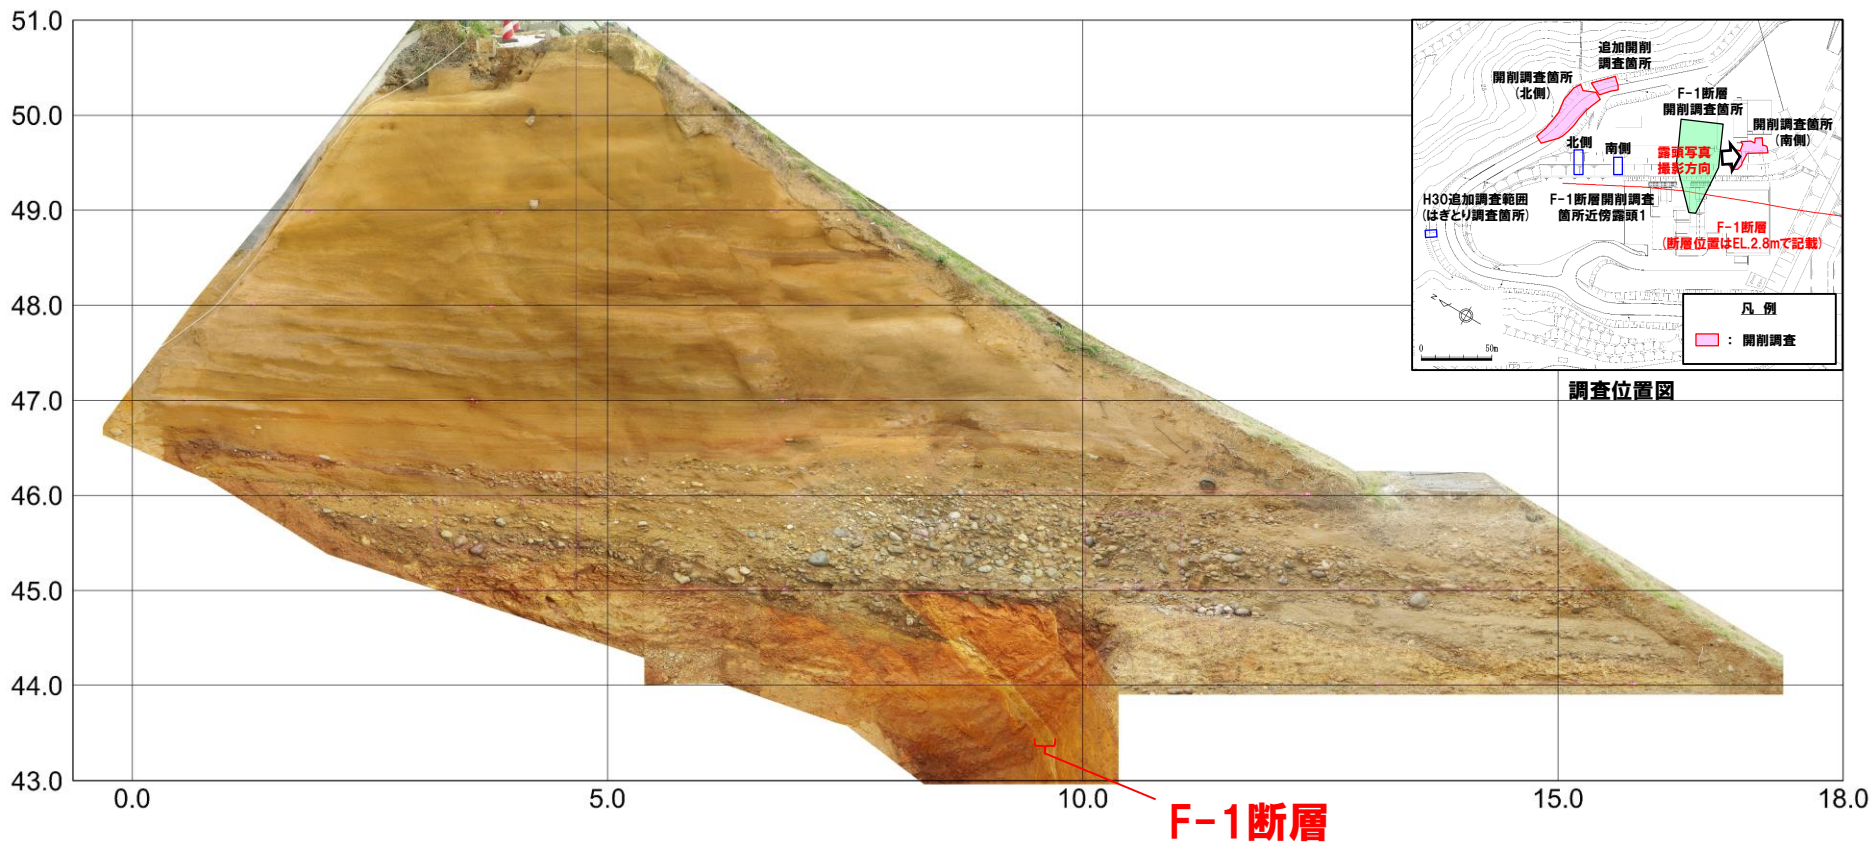 51.0
50.0
49.0
48.0
47.0
46.0
45.0
44.0
43.0
0.0
5.0
10.0
15.0
18.0
F-1断層
追加開削
調査箇所
開削調査箇所
(北側)
F-1断層
開削調査箇所
開削調査箇所
(南側)
北側
南側
露頭写真
撮影方向
H30追加調査範囲
(はぎとり調査箇所)
F-1断層開削調査
箇所近傍露頭1
F-1断層
(断層位置はEL.2.8mで記載)
N
0
50m
凡 例
: 開削調査
調査位置図